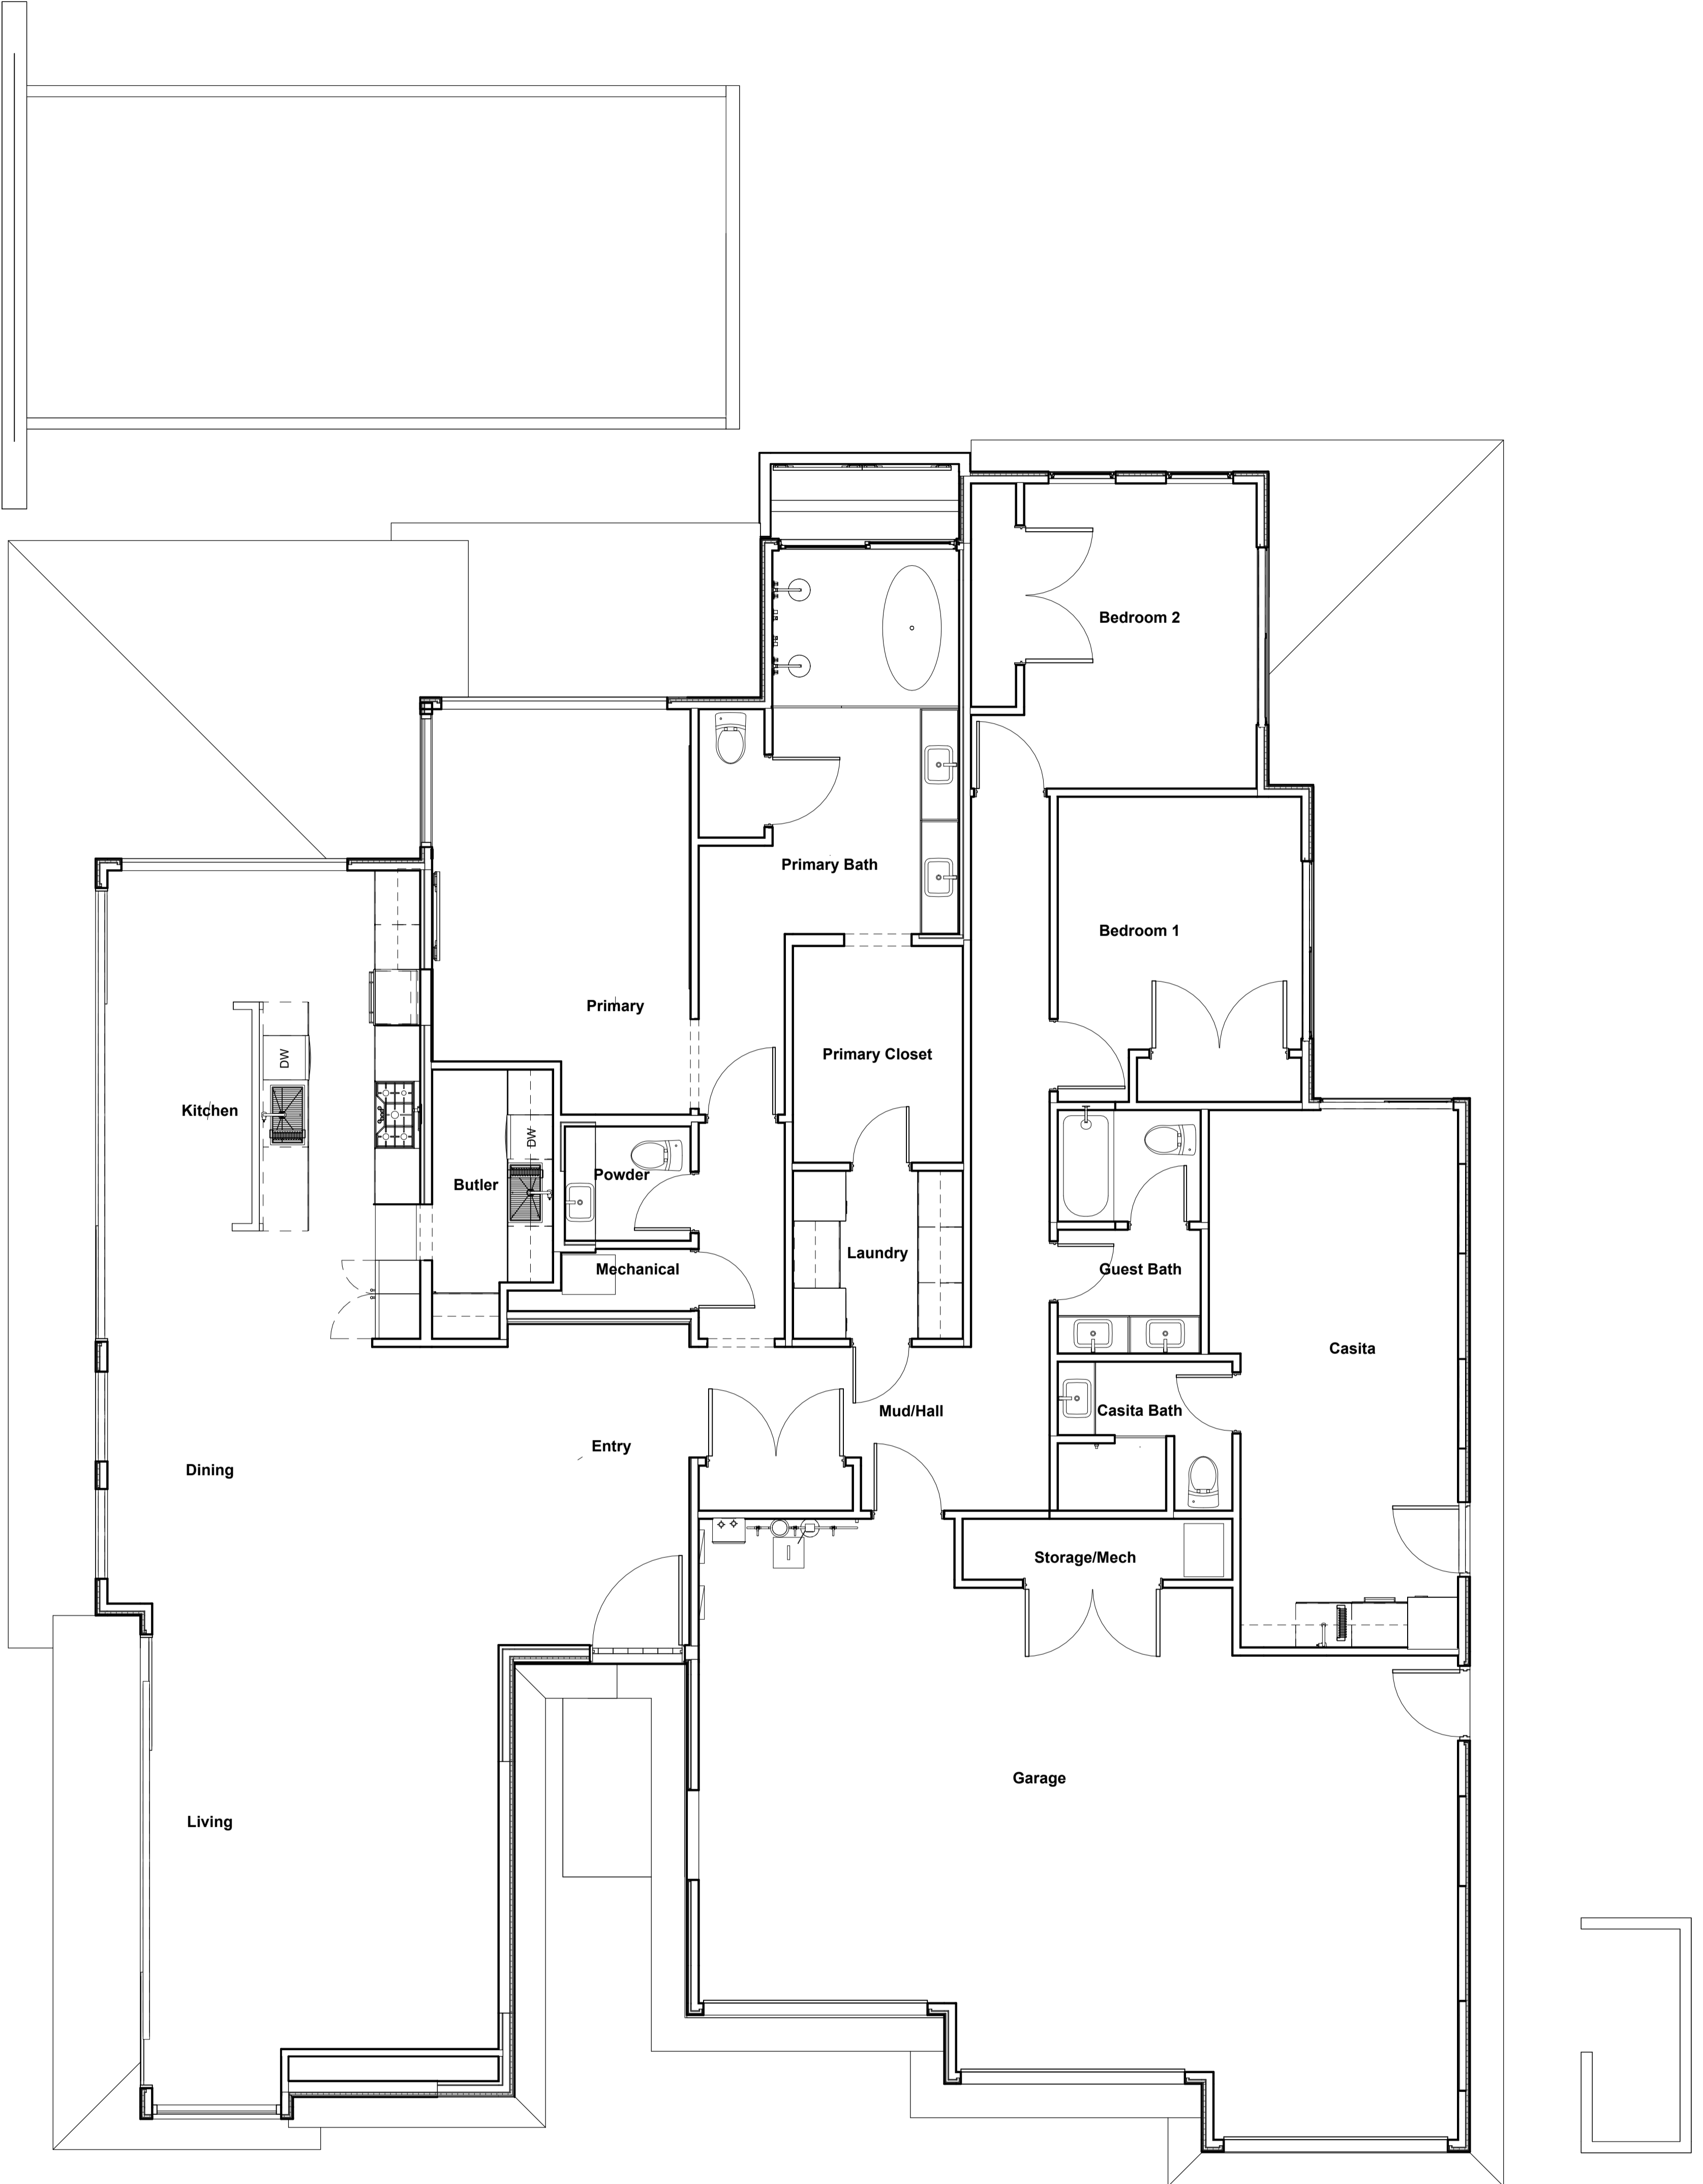 Bedroom 2
Primary Bath
Bedroom 1
Primary
DW
Primary Closet
Kitchen
DW
Powder
Butler
Laundry
Mechanical
Guest Bath
Casita
Mud/Hall
Casita Bath
Entry
Dining
Storage/Mech
Garage
Living